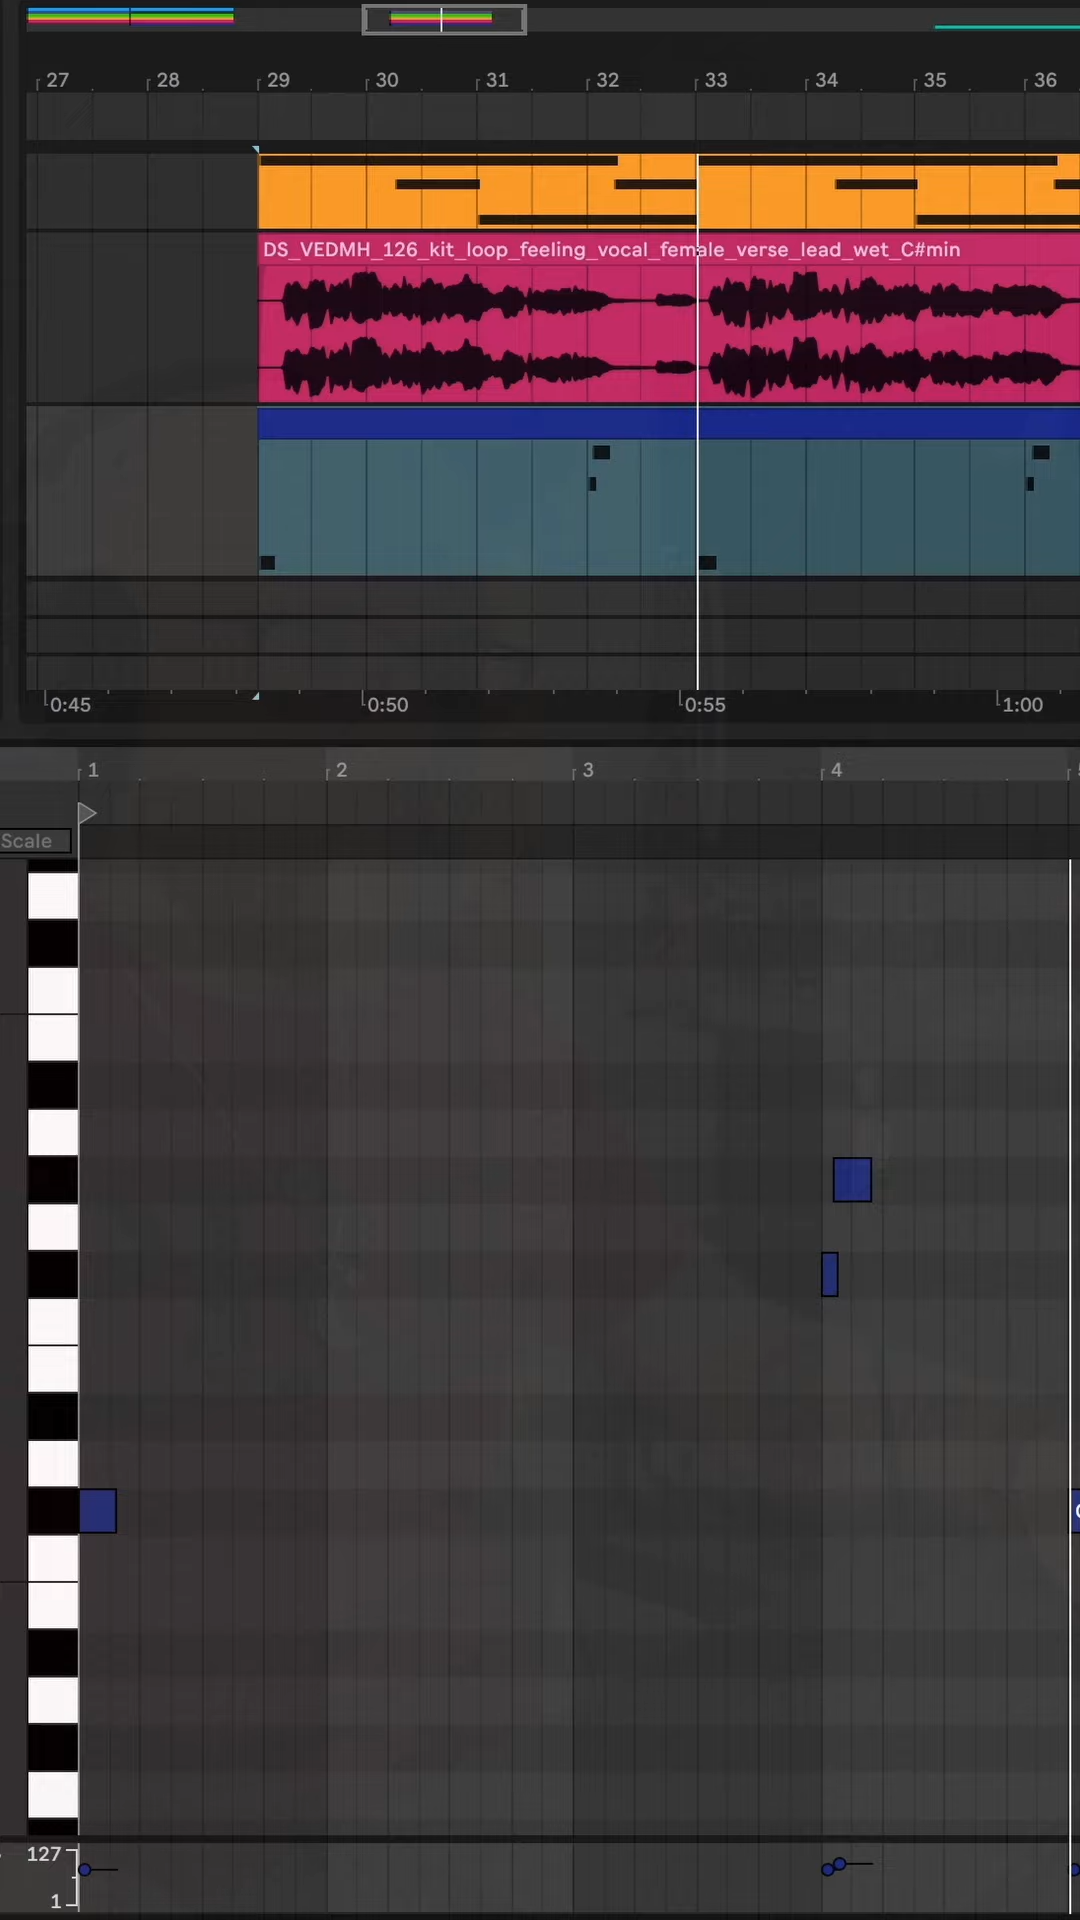 27 28 29 30 31 32 33 34 35 36
DS_VEDMH_126_kit_loop_feeling_vocal_female_verse_lead_wet_C#min
0:45 0:50 0:55 1:00
1 2 3 4
Scale
127
1